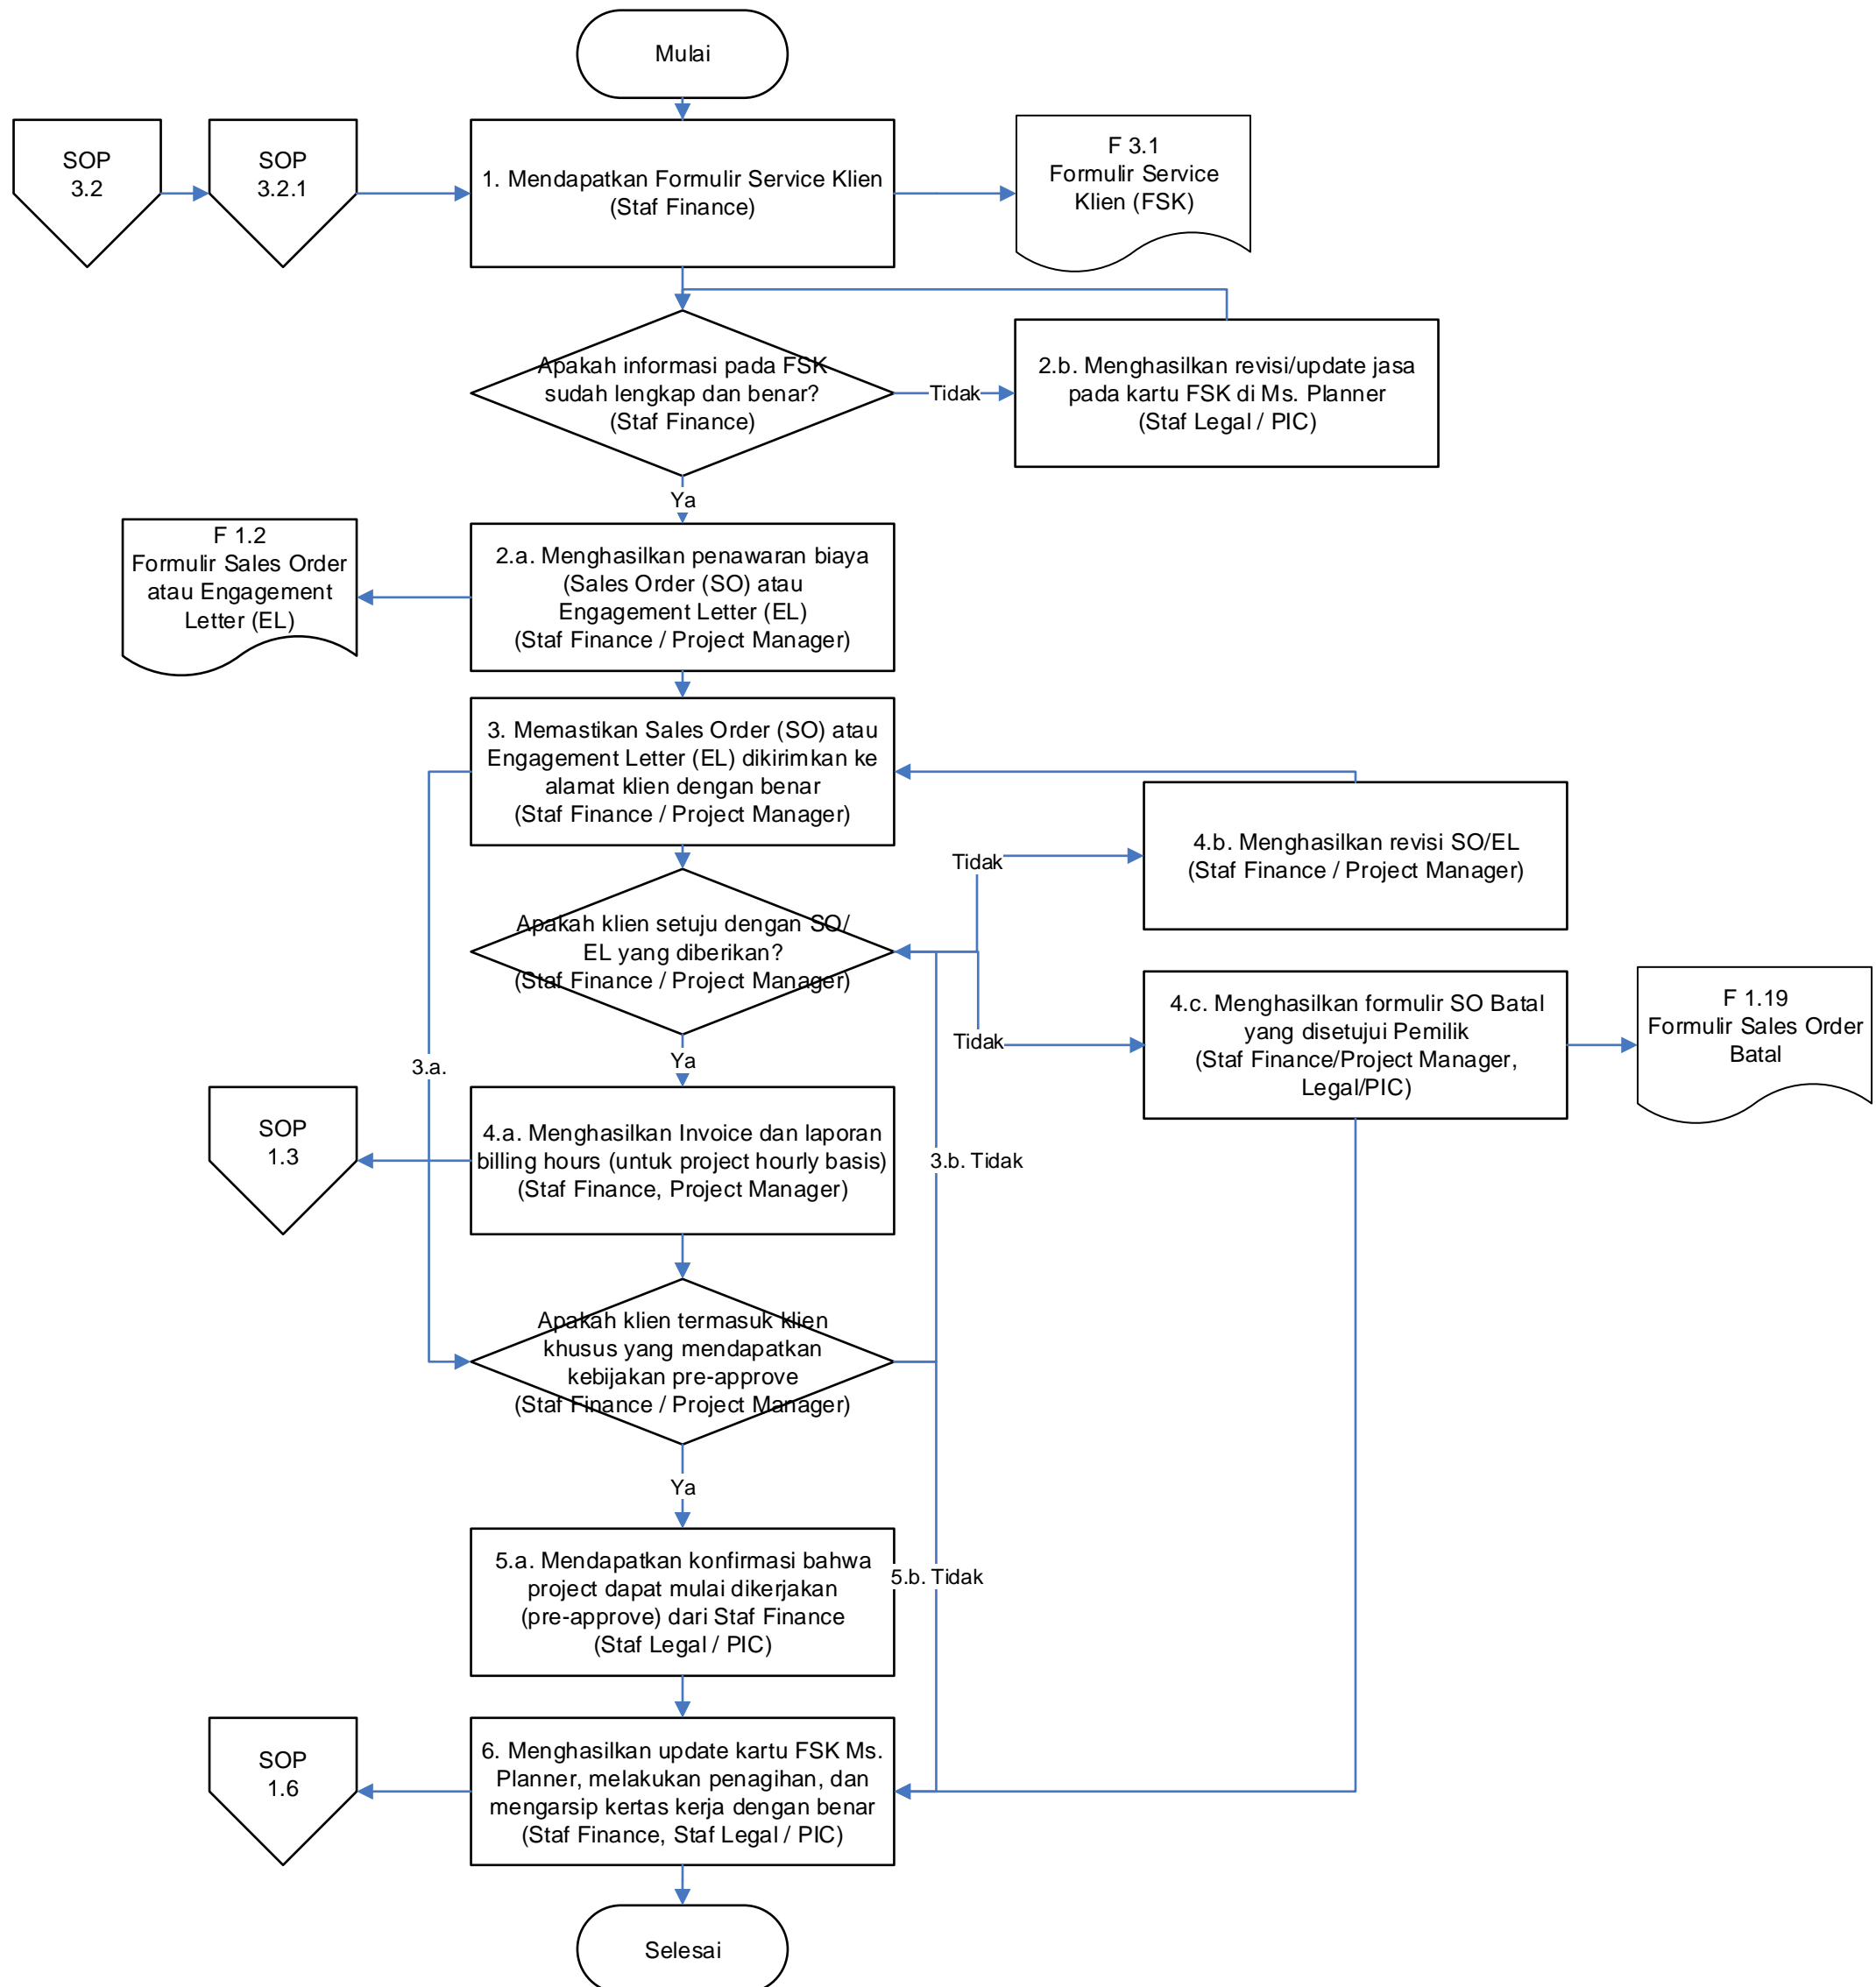 Mulai
SOP
3.2
SOP
3.2.1
1. Mendapatkan Formulir Service Klien
(Staf Finance)
F 3.1
Formulir Service
Klien (FSK)
Apakah informasi pada FSK
sudah lengkap dan benar?
(Staf Finance)
Tidak
2.b. Menghasilkan revisi/update jasa
pada kartu FSK di Ms. Planner
(Staf Legal / PIC)
Ya
F 1.2
Formulir Sales Order
atau Engagement
Letter (EL)
2.a. Menghasilkan penawaran biaya
(Sales Order (SO) atau
Engagement Letter (EL)
(Staf Finance / Project Manager)
3. Memastikan Sales Order (SO) atau
Engagement Letter (EL) dikirimkan ke
alamat klien dengan benar
(Staf Finance / Project Manager)
Tidak
4.b. Menghasilkan revisi SO/EL
(Staf Finance / Project Manager)
Apakah klien setuju dengan SO/
EL yang diberikan?
(Staf Finance / Project Manager)
Tidak
4.c. Menghasilkan formulir SO Batal
yang disetujui Pemilik
(Staf Finance/Project Manager,
Legal/PIC)
F 1.19
Formulir Sales Order
Batal
3.a.
Ya
SOP
1.3
4.a. Menghasilkan Invoice dan laporan
billing hours (untuk project hourly basis)
(Staf Finance, Project Manager)
3.b. Tidak
Apakah klien termasuk klien
khusus yang mendapatkan
kebijakan pre-approve
(Staf Finance / Project Manager)
Ya
5.a. Mendapatkan konfirmasi bahwa
project dapat mulai dikerjakan
(pre-approve) dari Staf Finance
(Staf Legal / PIC)
5.b. Tidak
SOP
1.6
6. Menghasilkan update kartu FSK Ms.
Planner, melakukan penagihan, dan
mengarsip kertas kerja dengan benar
(Staf Finance, Staf Legal / PIC)
Selesai